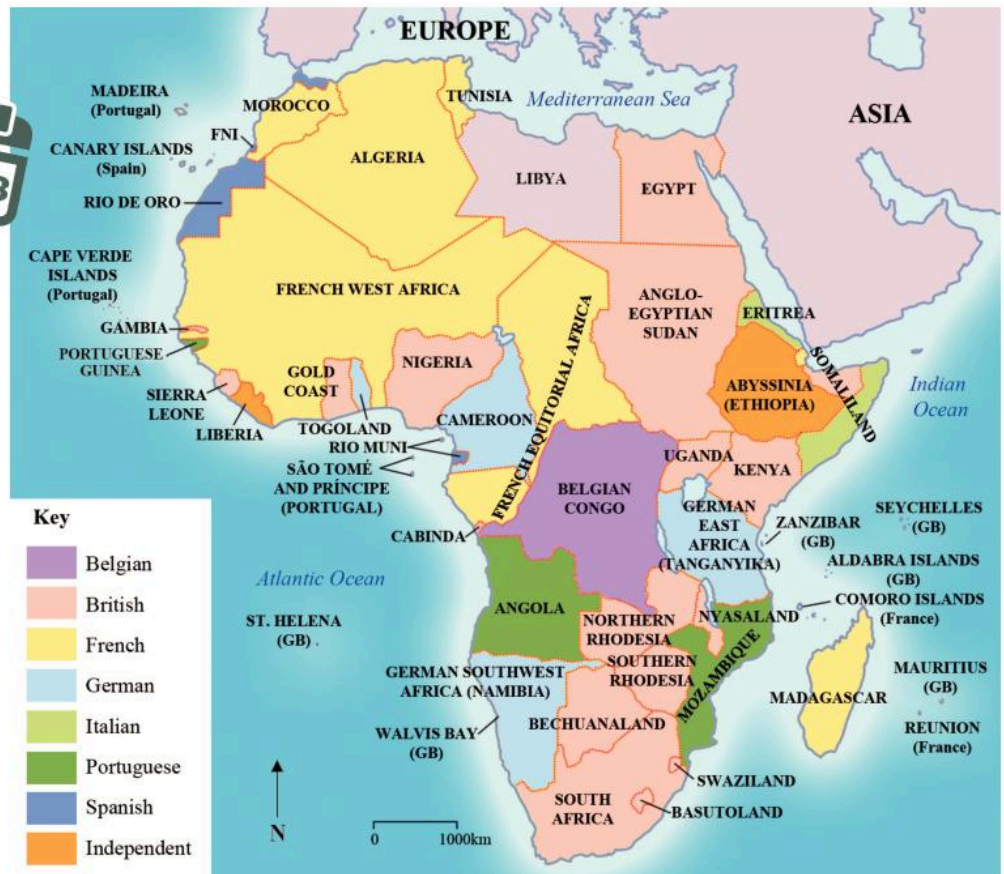 EUROPE
ASIA
Mediterranean Sea
MADEIRA
(Portugal)
MOROCCO
TUNISIA
FNI
CANARY ISLANDS
(Spain)
ALGERIA
LIBYA
EGYPT
RIO DE ORO
CAPE VERDE
ISLANDS
(Portugal)
FRENCH WEST AFRICA
ANGLO-
EGYPTIAN
SUDAN
ERITREA
GAMBIA
PORTUGUESE
GUINEA
NIGERIA
FRENCH EQUITORIAL AFRICA
SOMALILAND
Indian
Ocean
GOLD
COAST
ABYSSINIA
(ETHIOPIA)
SIERRA
LEONE
LIBERIA
TOGOLAND
CAMEROON
RIO MUNI
SÃO TOMÉ
AND PRÍNCIPE
(PORTUGAL)
UGANDA
KENYA
BELGIAN
CONGO
GERMAN
EAST
AFRICA
(TANGANYIKA)
ZANZIBAR
(GB)
SEYCHELLES
(GB)
CABINDA
ALDABRA ISLANDS
(GB)
COMORO ISLANDS
(France)
Atlantic Ocean
ANGOLA
NYASALAND
ST. HELENA
(GB)
NORTHERN
RHODESIA
SOUTHERN
RHODESIA
MOZAMBIQUE
GERMAN SOUTHWEST
AFRICA (NAMIBIA)
MADAGASCAR
MAURITIUS
(GB)
WALVIS BAY
(GB)
BECHUANALAND
REUNION
(France)
SWAZILAND
SOUTH
AFRICA
BASUTOLAND
N
0
1000km
Key
Belgian
British
French
German
Italian
Portuguese
Spanish
Independent